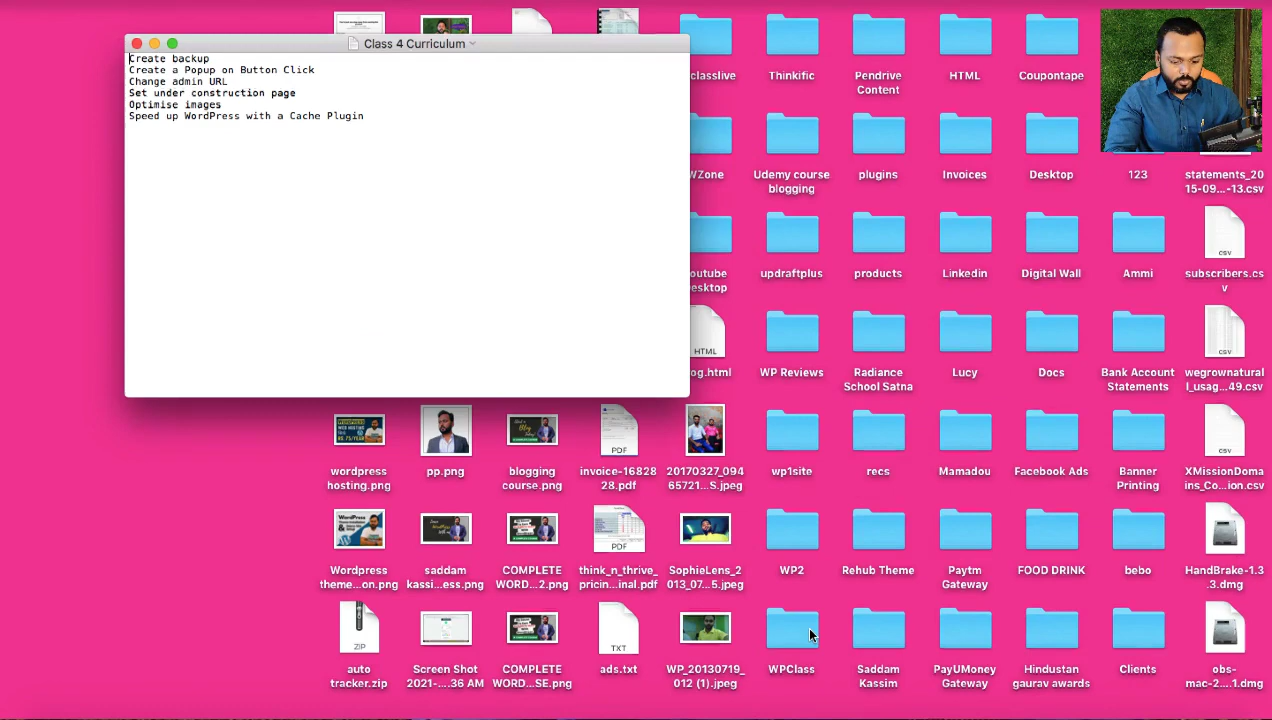 Class 4 Curriculum
Create backup
Create a Popup on Button Click
Change admin URL
Set under construction page
Optimise images
Speed up WordPress with a Cache Plugin
Thinkific
Pendrive
Content
HTML
Coupontape
Udemy course
blogging
plugins
Invoices
Desktop
123
statements_20
15-09...-13.csv
updraftplus
products
Linkedin
Digital Wall
Ammi
CSV
subscribers.cs
v
HTML
WP Reviews
Radiance
School Satna
Lucy
Docs
Bank Account
Statements
CSV
wegrownatural
l_usag...49.csv
wordpress
hosting.png
pp.png
blogging
course.png
PDF
invoice-16828
28.pdf
20170327_094
65721...S.jpeg
wp1site
recs
Mamadou
Facebook Ads
Banner
Printing
CSV
XMissionDoma
ins_Co...ion.csv
Wordpress
theme...on.png
saddam
kassi...ess.png
COMPLETE
WORD...2.png
PDF
think_n_thrive_
pricin...inal.pdf
SophieLens_2
013_07...5.jpeg
WP2
Rehub Theme
Paytm
Gateway
FOOD DRINK
bebo
HandBrake-1.3
.3.dmg
ZIP
auto
tracker.zip
Screen Shot
2021-...36 AM
COMPLETE
WORD...SE.png
TXT
ads.txt
WP_20130719_
012 (1).jpeg
WPClass
Saddam
Kassim
PayUMoney
Gateway
Hindustan
gaurav awards
Clients
obs-
mac-2....1.dmg